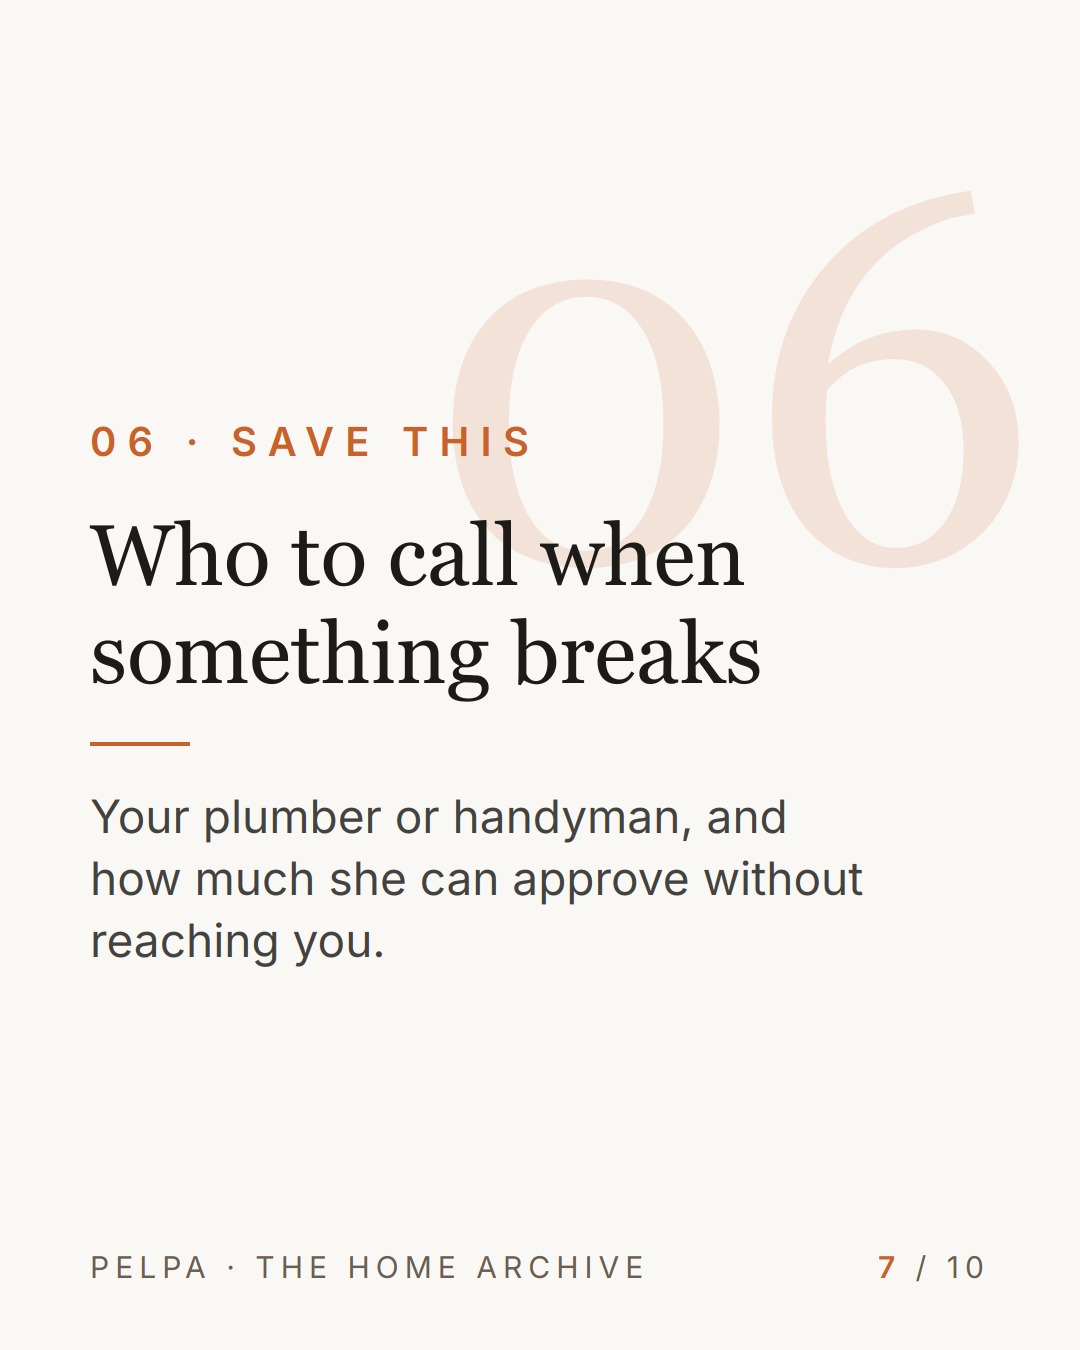 06
06 · SAVE THIS
Who to call when
something breaks
Your plumber or handyman, and
how much she can approve without
reaching you.
PELPA · THE HOME ARCHIVE
7 / 10